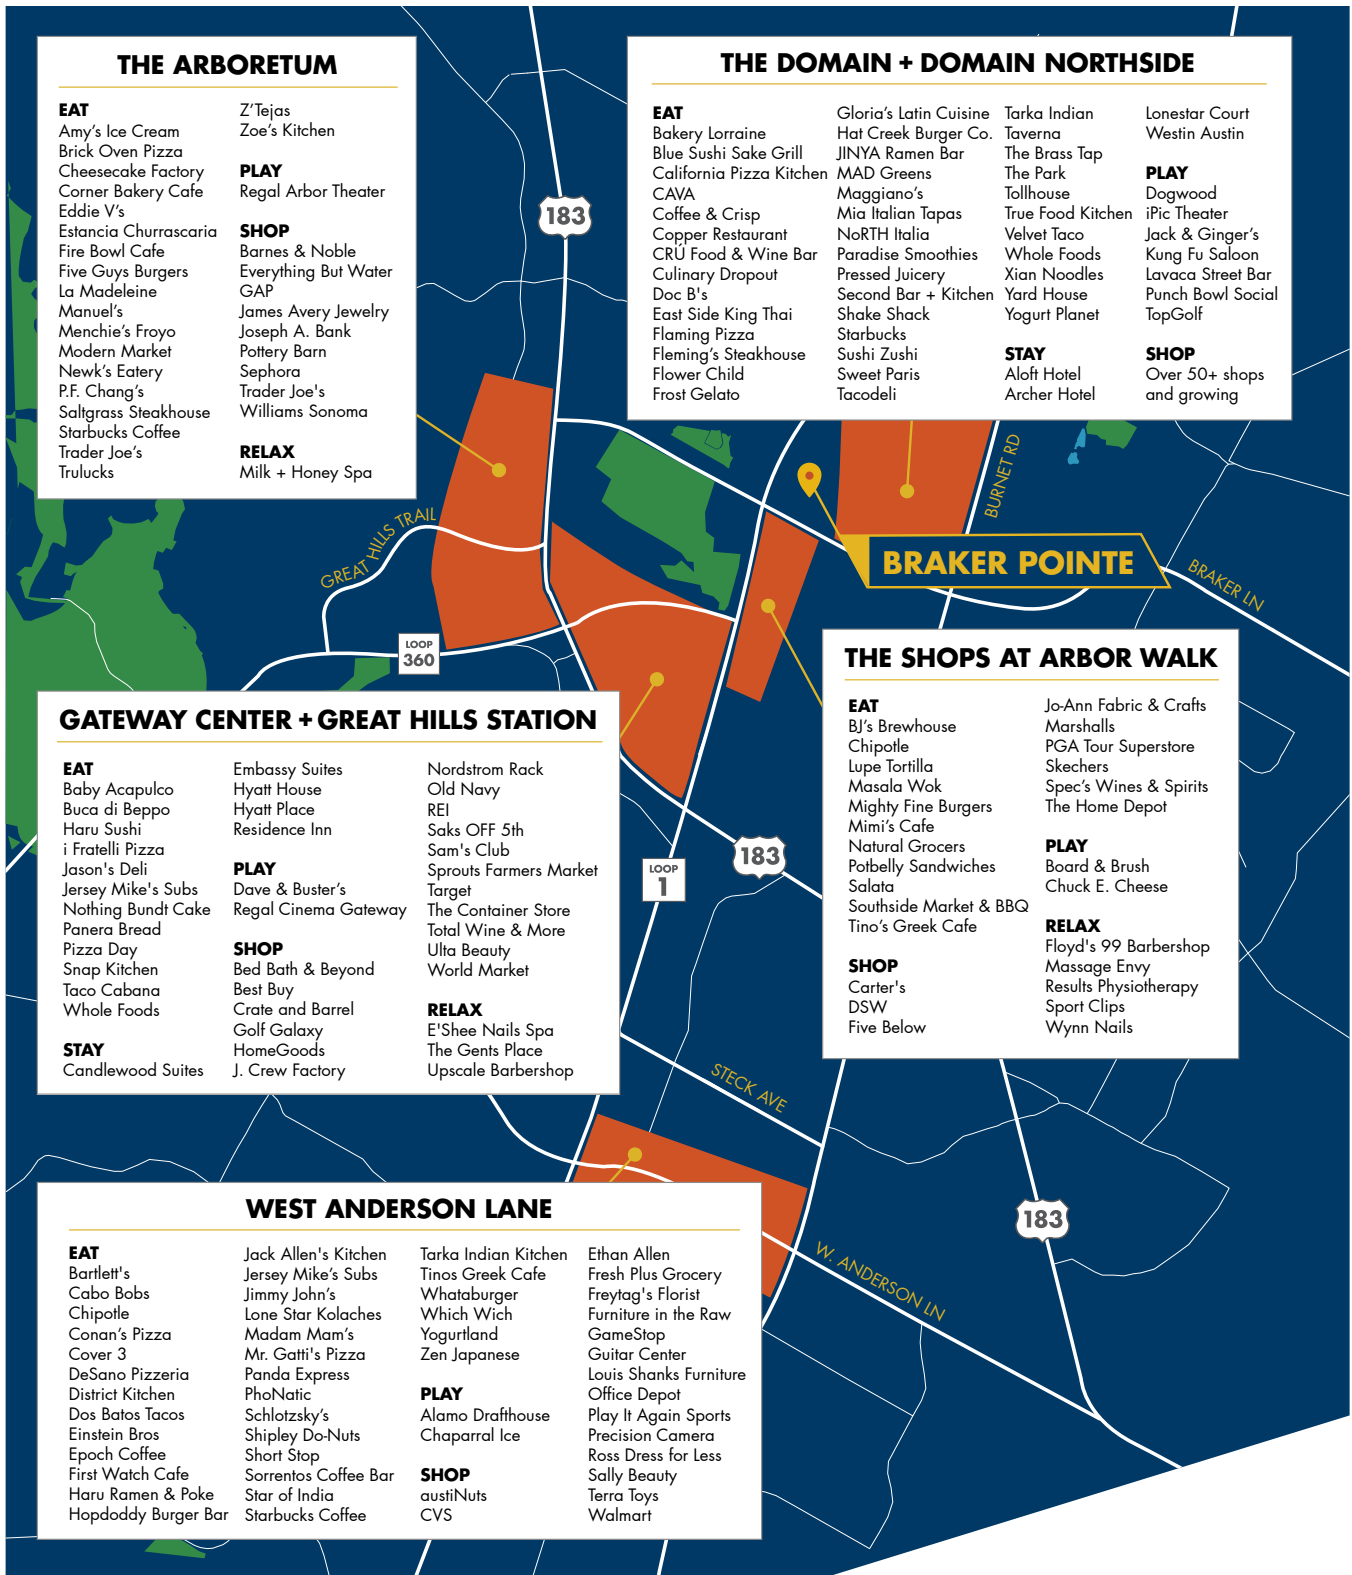 THE ARBORETUM
EAT
Amy's Ice Cream
Brick Oven Pizza
Cheesecake Factory
Corner Bakery Cafe
Eddie V's
Estancia Churrascaria
Fire Bowl Cafe
Five Guys Burgers
La Madeleine
Manuel's
Menchie's Froyo
Modern Market
Newk's Eatery
P.F. Chang's
Saltgrass Steakhouse
Starbucks Coffee
Trader Joe's
Trulucks
Z'Tejas
Zoe's Kitchen
PLAY
Regal Arbor Theater
SHOP
Barnes & Noble
Everything But Water
GAP
James Avery Jewelry
Joseph A. Bank
Pottery Barn
Sephora
Trader Joe's
Williams Sonoma
RELAX
Milk + Honey Spa
183
THE DOMAIN + DOMAIN NORTHSIDE
EAT
Bakery Lorraine
Blue Sushi Sake Grill
California Pizza Kitchen
CAVA
Coffee & Crisp
Copper Restaurant
CRÚ Food & Wine Bar
Culinary Dropout
Doc B's
East Side King Thai
Flaming Pizza
Fleming's Steakhouse
Flower Child
Frost Gelato
Gloria's Latin Cuisine
Hat Creek Burger Co.
JINYA Ramen Bar
MAD Greens
Maggiano's
Mia Italian Tapas
NoRTH Italia
Paradise Smoothies
Pressed Juicery
Second Bar + Kitchen
Shake Shack
Starbucks
Sushi Zushi
Sweet Paris
Tacodeli
Tarka Indian
Taverna
The Brass Tap
The Park
Tollhouse
True Food Kitchen
Velvet Taco
Whole Foods
Xian Noodles
Yard House
Yogurt Planet
STAY
Aloft Hotel
Archer Hotel
Lonestar Court
Westin Austin
PLAY
Dogwood
iPic Theater
Jack & Ginger's
Kung Fu Saloon
Lavaca Street Bar
Punch Bowl Social
TopGolf
SHOP
Over 50+ shops
and growing
BURNET RD
GREAT HILLS TRAIL
BRAKER POINTE
BRAKER LN
LOOP
360
THE SHOPS AT ARBOR WALK
EAT
BJ's Brewhouse
Chipotle
Lupe Tortilla
Masala Wok
Mighty Fine Burgers
Mimi's Cafe
Natural Grocers
Potbelly Sandwiches
Salata
Southside Market & BBQ
Tino's Greek Cafe
SHOP
Carter's
DSW
Five Below
Jo-Ann Fabric & Crafts
Marshalls
PGA Tour Superstore
Skechers
Spec's Wines & Spirits
The Home Depot
PLAY
Board & Brush
Chuck E. Cheese
RELAX
Floyd's 99 Barbershop
Massage Envy
Results Physiotherapy
Sport Clips
Wynn Nails
GATEWAY CENTER + GREAT HILLS STATION
EAT
Baby Acapulco
Buca di Beppo
Haru Sushi
i Fratelli Pizza
Jason's Deli
Jersey Mike's Subs
Nothing Bundt Cake
Panera Bread
Pizza Day
Snap Kitchen
Taco Cabana
Whole Foods
STAY
Candlewood Suites
Embassy Suites
Hyatt House
Hyatt Place
Residence Inn
PLAY
Dave & Buster's
Regal Cinema Gateway
SHOP
Bed Bath & Beyond
Best Buy
Crate and Barrel
Golf Galaxy
HomeGoods
J. Crew Factory
Nordstrom Rack
Old Navy
REI
Saks OFF 5th
Sam's Club
Sprouts Farmers Market
Target
The Container Store
Total Wine & More
Ulta Beauty
World Market
RELAX
E'Shee Nails Spa
The Gents Place
Upscale Barbershop
183
LOOP
1
STECK AVE
183
W. ANDERSON LN
WEST ANDERSON LANE
EAT
Bartlett's
Cabo Bobs
Chipotle
Conan's Pizza
Cover 3
DeSano Pizzeria
District Kitchen
Dos Batos Tacos
Einstein Bros
Epoch Coffee
First Watch Cafe
Haru Ramen & Poke
Hopdoddy Burger Bar
Jack Allen's Kitchen
Jersey Mike's Subs
Jimmy John's
Lone Star Kolaches
Madam Mam's
Mr. Gatti's Pizza
Panda Express
PhoNatic
Schlotzsky's
Shipley Do-Nuts
Short Stop
Sorrentos Coffee Bar
Star of India
Starbucks Coffee
Tarka Indian Kitchen
Tinos Greek Cafe
Whataburger
Which Wich
Yogurtland
Zen Japanese
PLAY
Alamo Drafthouse
Chaparral Ice
SHOP
austiNuts
CVS
Ethan Allen
Fresh Plus Grocery
Freytag's Florist
Furniture in the Raw
GameStop
Guitar Center
Louis Shanks Furniture
Office Depot
Play It Again Sports
Precision Camera
Ross Dress for Less
Sally Beauty
Terra Toys
Walmart